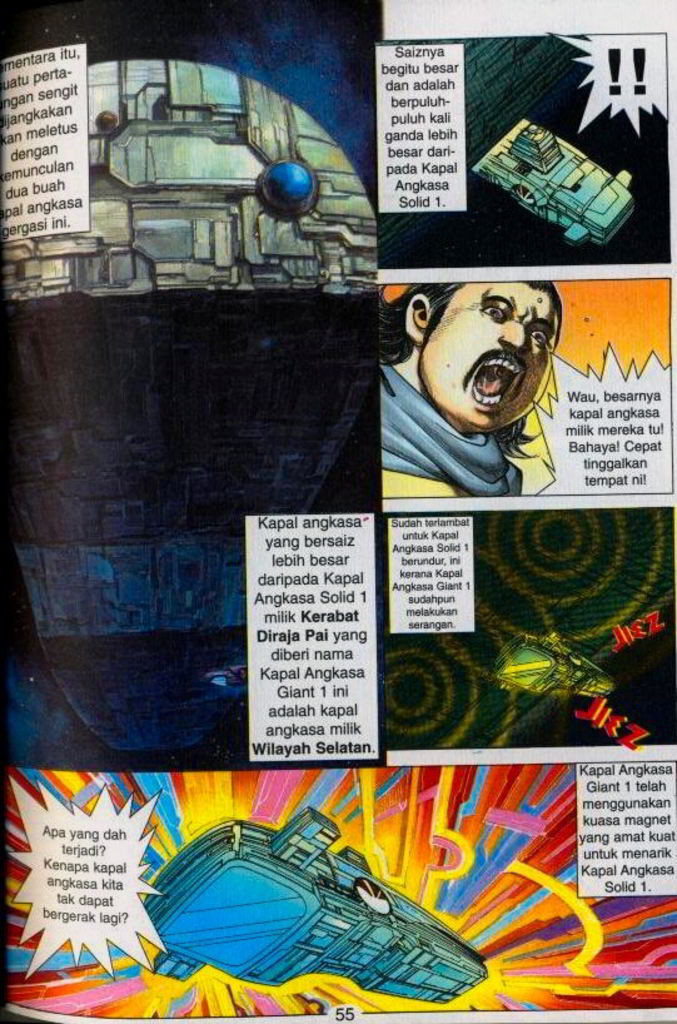 ementara itu,
suatu perta-
ngan sengit
dijangkakan
kan meletus
dengan
kemunculan
dua buah
apal angkasa
gergasi ini.
Saiznya
begitu besar
dan adalah
berpuluh-
puluh kali
ganda lebih
besar dari-
pada Kapal
Angkasa
Solid 1.
!!
Wau, besarnya
kapal angkasa
milik mereka tu!
Bahaya! Cepat
tinggalkan
tempat ni!
Kapal angkasa
yang bersaiz
lebih besar
daripada Kapal
Angkasa Solid 1
milik Kerabat
Diraja Pai yang
diberi nama
Kapal Angkasa
Giant 1 ini
adalah kapal
angkasa milik
Wilayah Selatan.
Sudah terlambat
untuk Kapal
Angkasa Solid 1
berundur, ini
kerana Kapal
Angkasa Giant 1
sudahpun
melakukan
serangan.
JIEZ
JIEZ
Kapal Angkasa
Giant 1 telah
menggunakan
kuasa magnet
yang amat kuat
untuk menarik
Kapal Angkasa
Solid 1.
Apa yang dah
terjadi?
Kenapa kapal
angkasa kita
tak dapat
bergerak lagi?
55